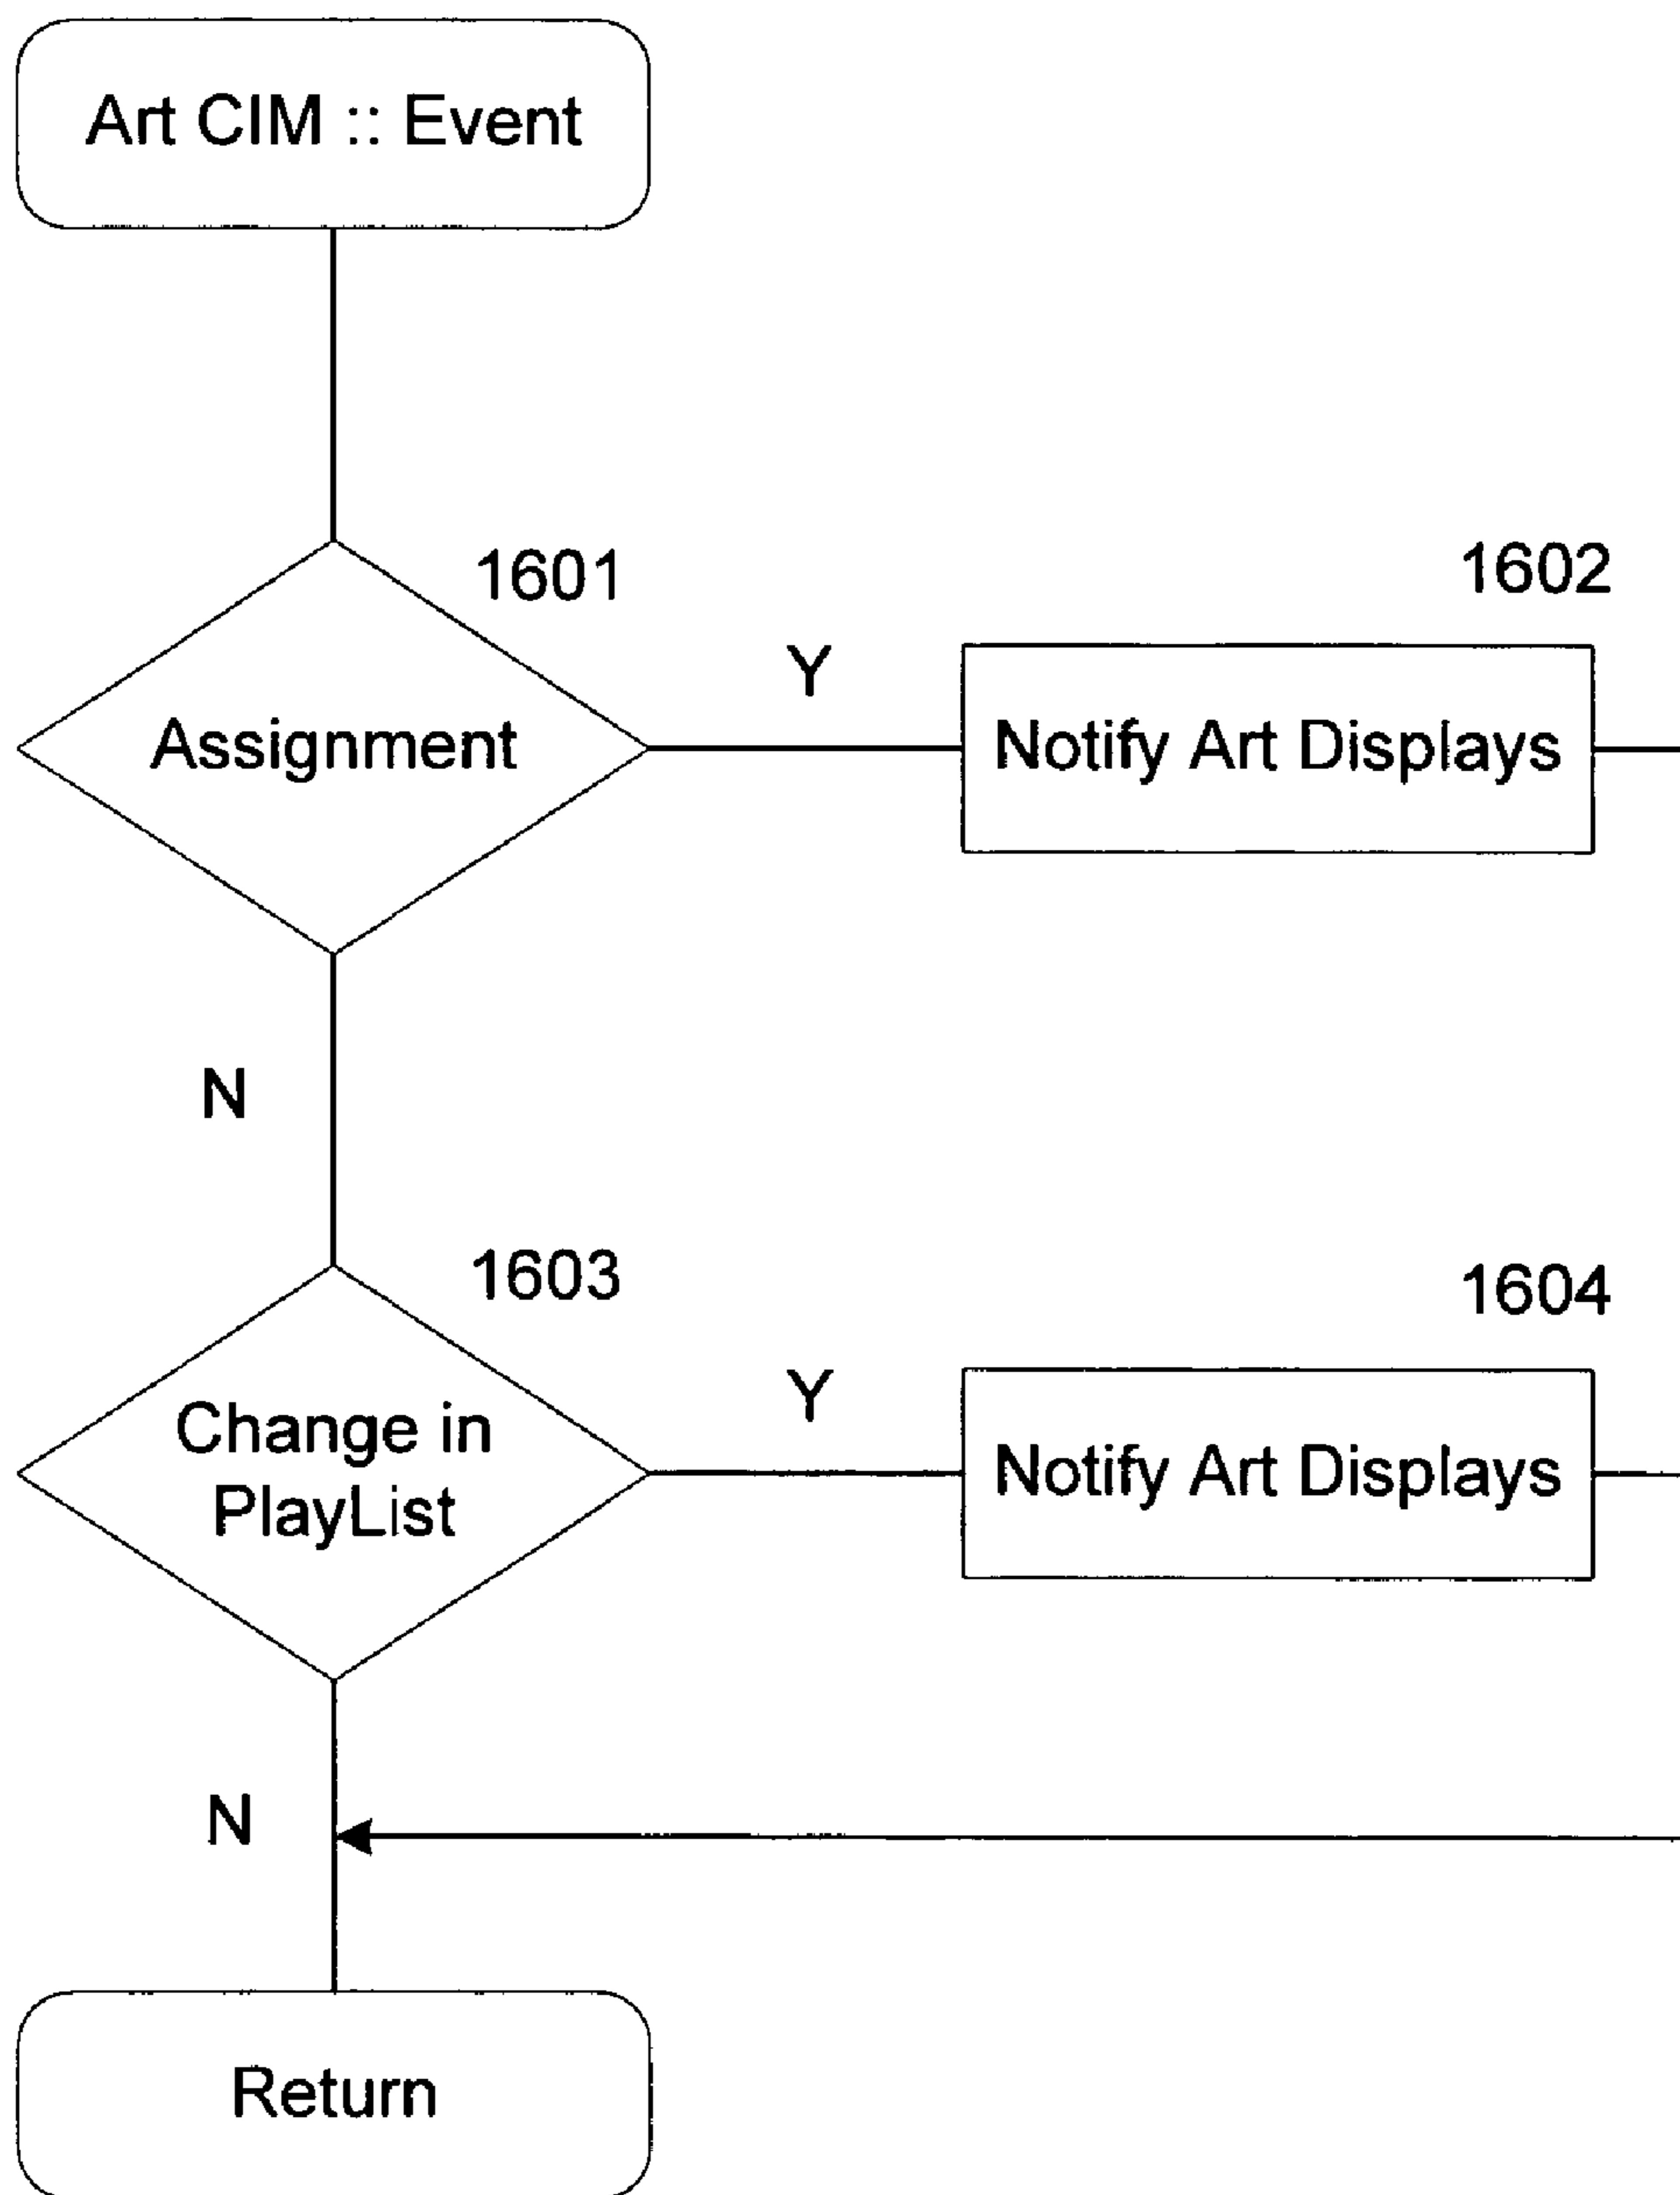 Art CIM :: Event
1601
1602
Y
Assignment
Notify Art Displays
N
1603
1604
Y
Change in
PlayList
Notify Art Displays
N
Return